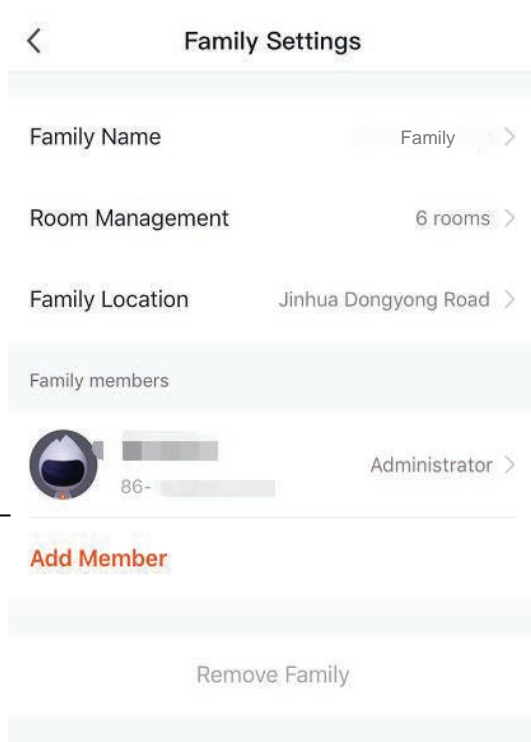 Family Settings
Family Name Family
Room Management 6 rooms
Family Location Jinhua Dongyong Road
Family members
Administrator
86-
Add Member
Remove Family